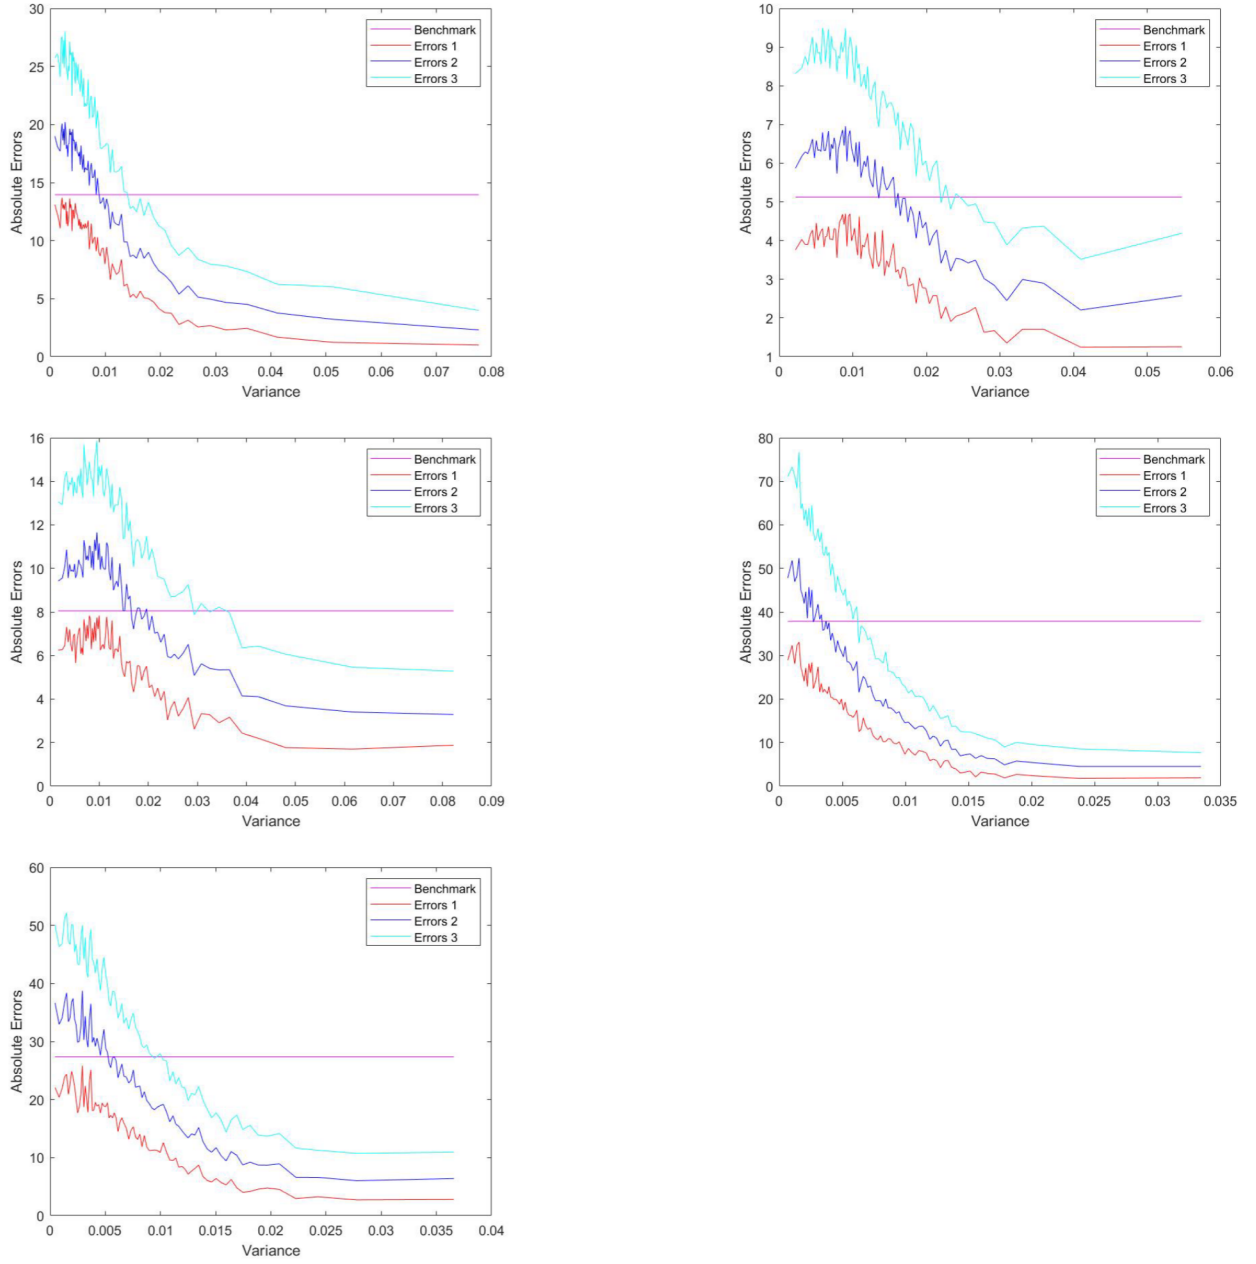 30
25
20
15
10
5
0
Absolute Errors
0 0.01 0.02 0.03 0.04 0.05 0.06 0.07 0.08
Variance
Benchmark
Errors 1
Errors 2
Errors 3
10
9
8
7
6
5
4
3
2
1
Absolute Errors
0 0.01 0.02 0.03 0.04 0.05 0.06
Variance
Benchmark
Errors 1
Errors 2
Errors 3
16
14
12
10
8
6
4
2
0
Absolute Errors
0 0.01 0.02 0.03 0.04 0.05 0.06 0.07 0.08 0.09
Variance
Benchmark
Errors 1
Errors 2
Errors 3
80
70
60
50
40
30
20
10
0
Absolute Errors
0 0.005 0.01 0.015 0.02 0.025 0.03 0.035
Variance
Benchmark
Errors 1
Errors 2
Errors 3
60
50
40
30
20
10
0
Absolute Errors
0 0.005 0.01 0.015 0.02 0.025 0.03 0.035 0.04
Variance
Benchmark
Errors 1
Errors 2
Errors 3